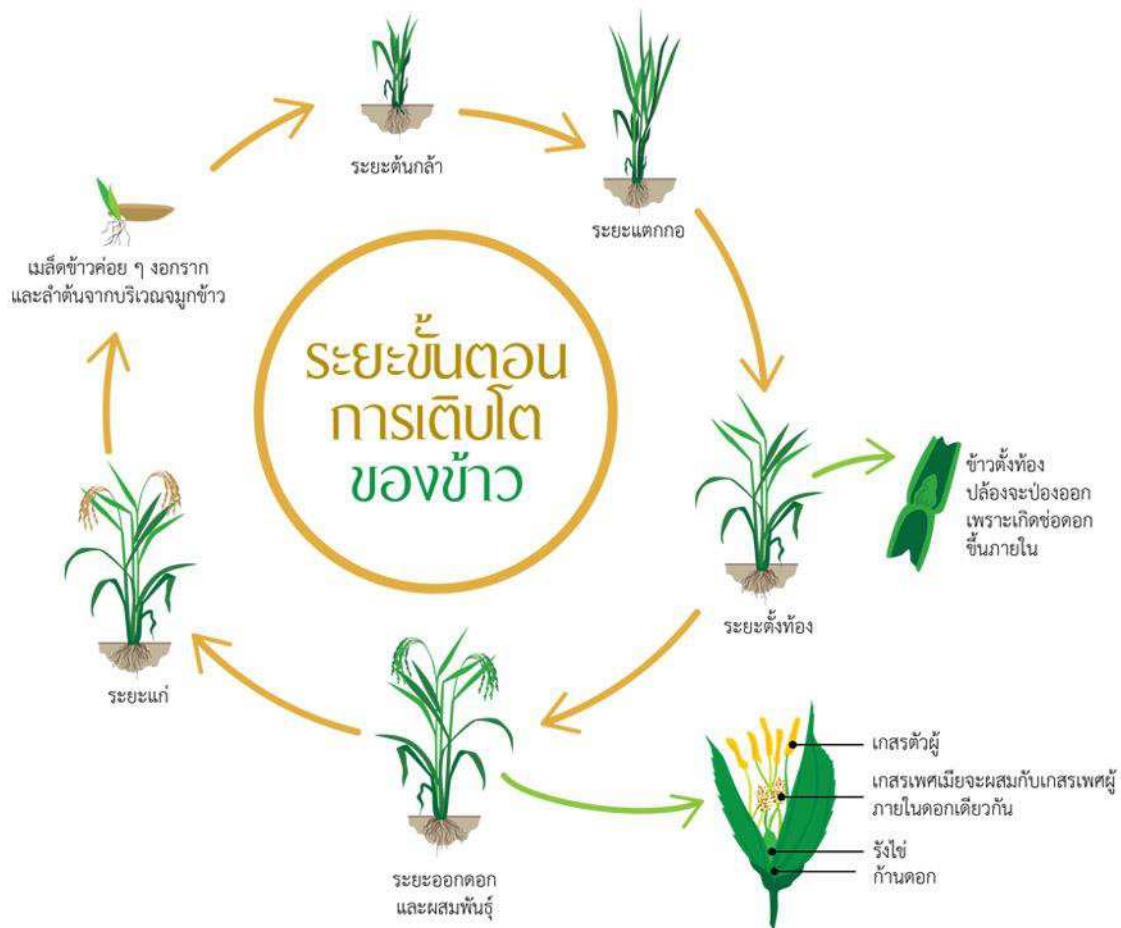 ระยะขั้นตอน
การเติบโต
ของข้าว
เมล็ดข้าวค่อย ๆ งอกราก
และลำต้นจากบริเวณจมูกข้าว
ระยะต้นกล้า
ระยะแตกกอ
ระยะตั้งท้อง
ข้าวตั้งท้อง
ปล้องจะป่องออก
เพราะเกิดช่อดอก
ขึ้นภายใน
ระยะออกดอก
และผสมพันธุ์
เกสรตัวผู้
เกสรเพศเมียจะผสมกับเกสรเพศผู้
ภายในดอกเดียวกัน
รังไข่
ก้านดอก
ระยะแก่